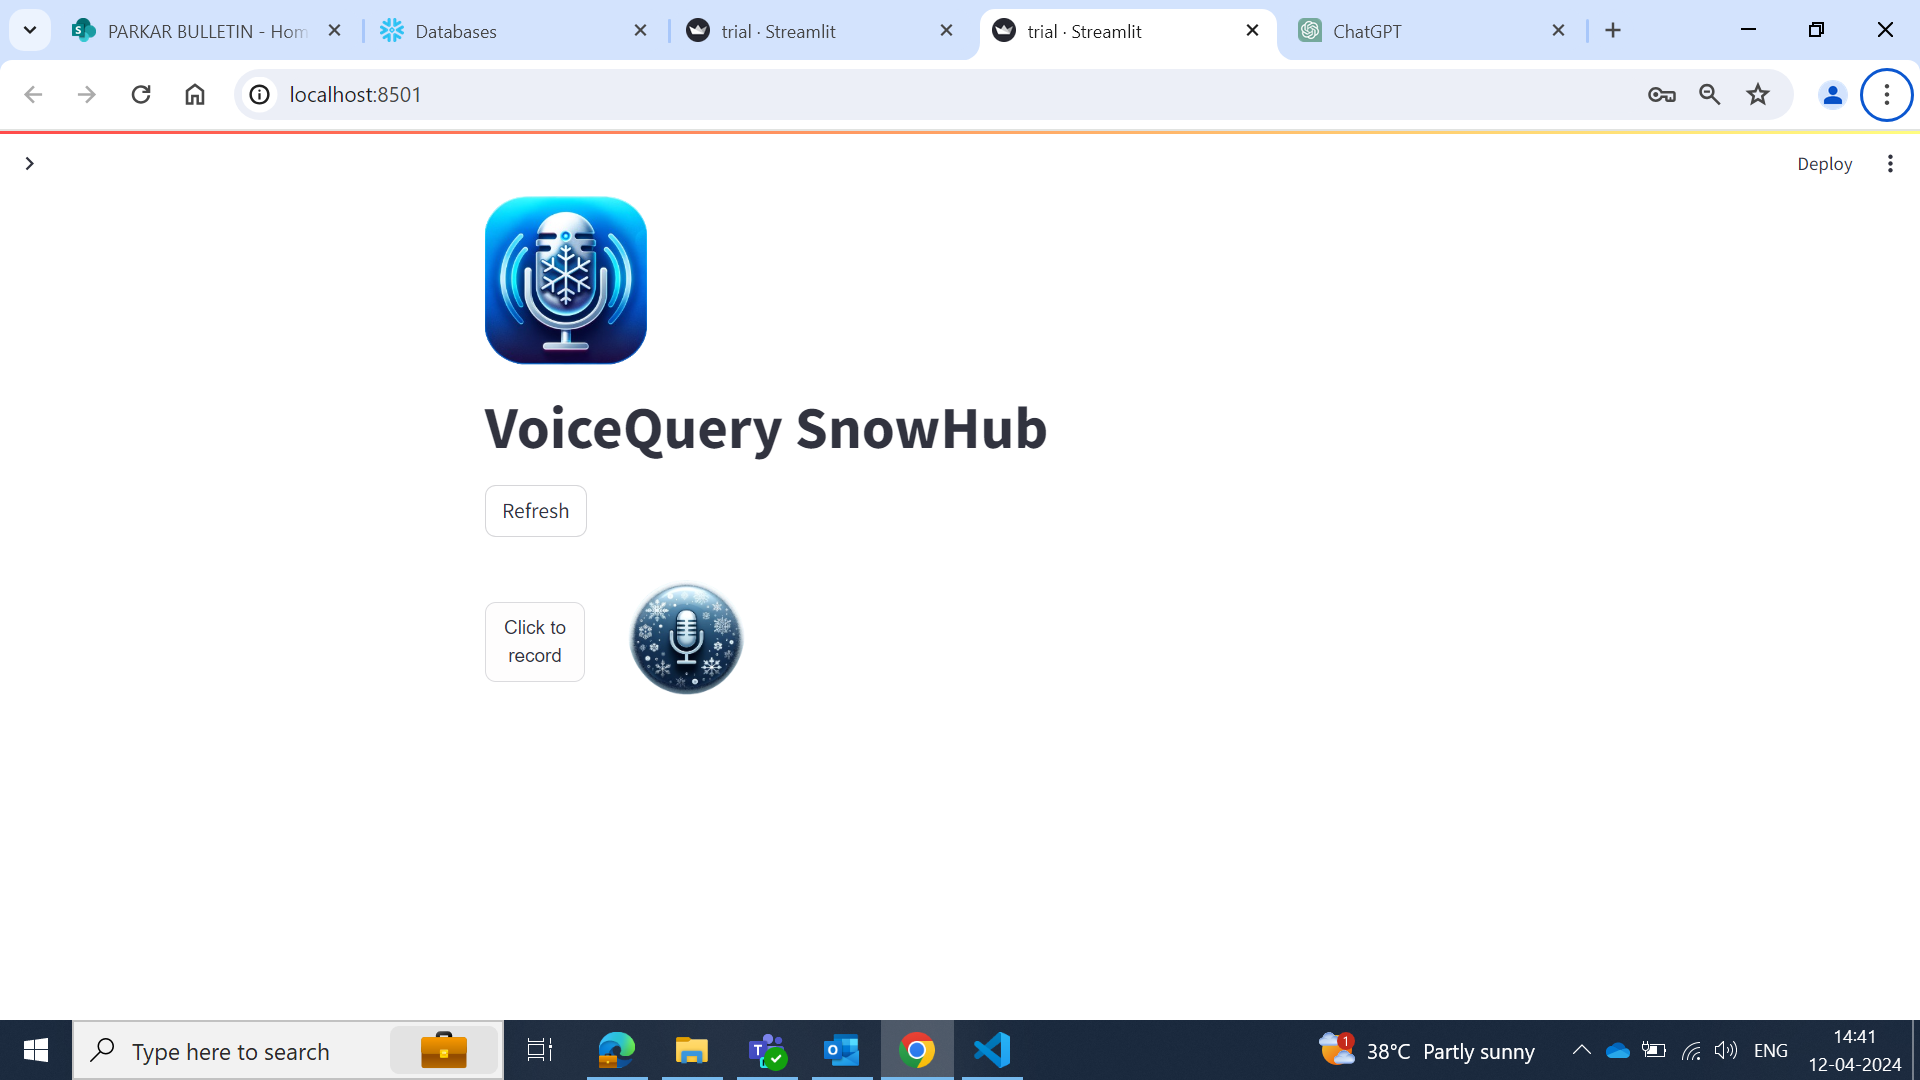 PARKAR BULLETIN - Hom
Databases
trial · Streamlit
trial · Streamlit
ChatGPT
localhost:8501
Deploy
VoiceQuery SnowHub
Refresh
Click to
record
Type here to search
1
38°C Partly sunny
ENG
14:41
12-04-2024